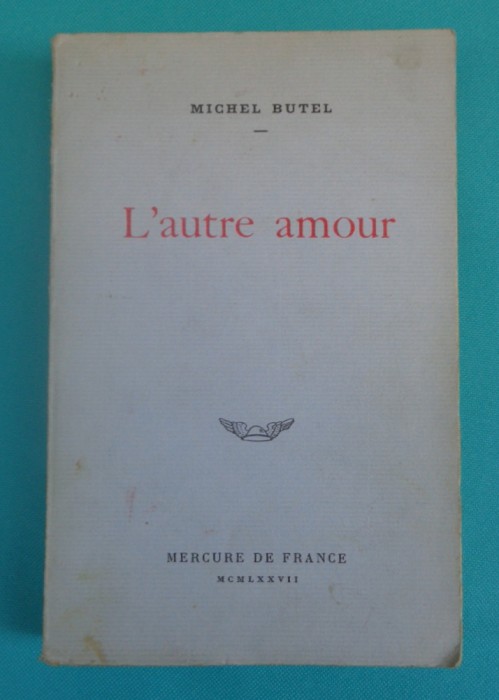 MICHEL BUTEL
L'autre amour
MERCURE DE FRANCE
MCMLXXVII